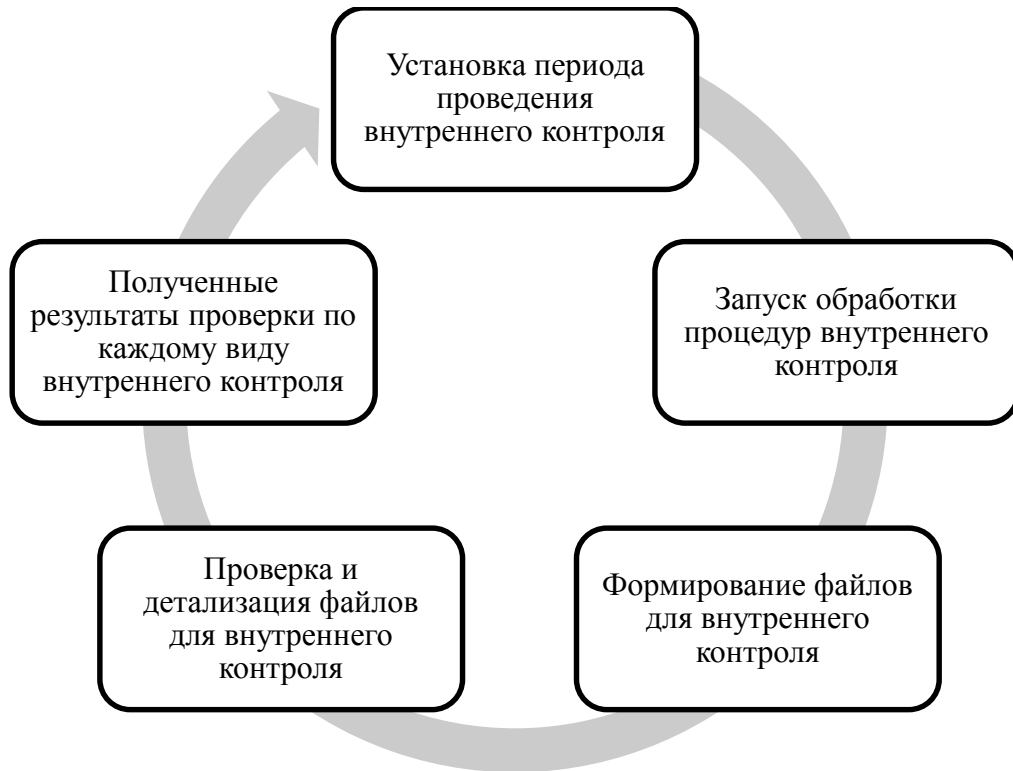 Установка периода
проведения
внутреннего контроля
Запуск обработки
процедур внутреннего
контроля
Формирование файлов
для внутреннего
контроля
Проверка и
детализация файлов
для внутреннего
контроля
Полученные
результаты проверки по
каждому виду
внутреннего контроля